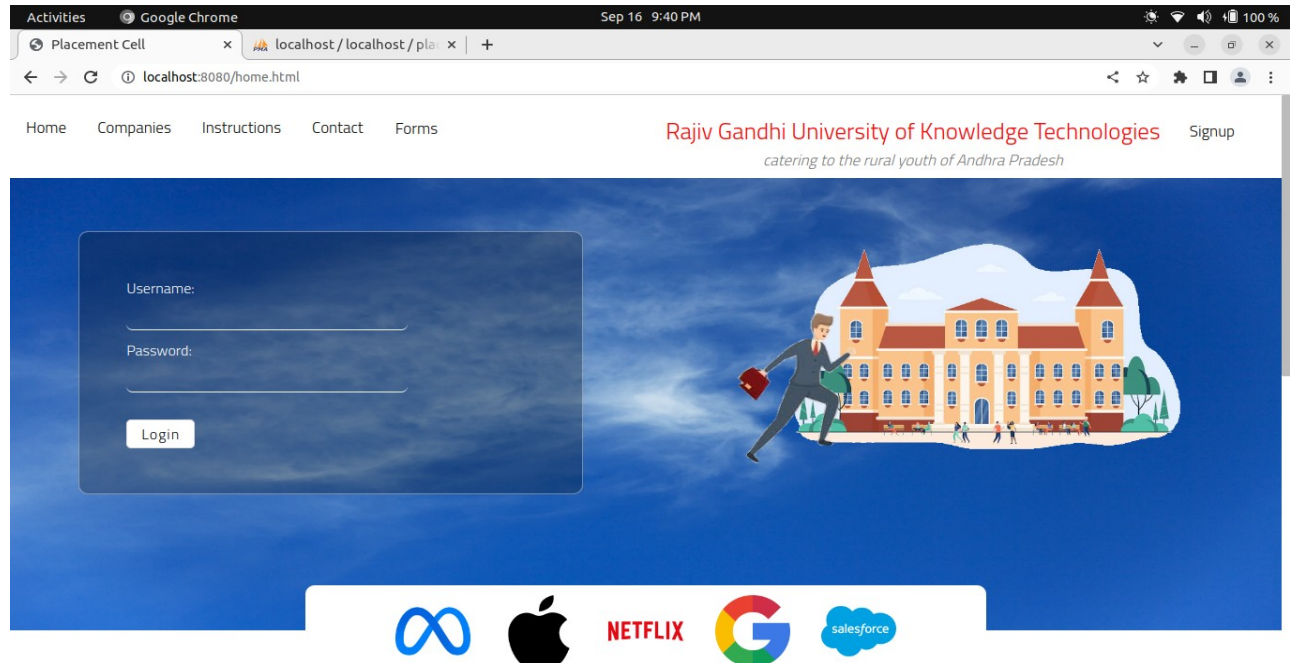 Activities Google Chrome Sep 16 9:40 PM 100 %
Placement Cell localhost / localhost / plac
localhost:8080/home.html
Home Companies Instructions Contact Forms Rajiv Gandhi University of Knowledge Technologies Signup
catering to the rural youth of Andhra Pradesh
Username:
Password:
Login
NETFLIX salesforce